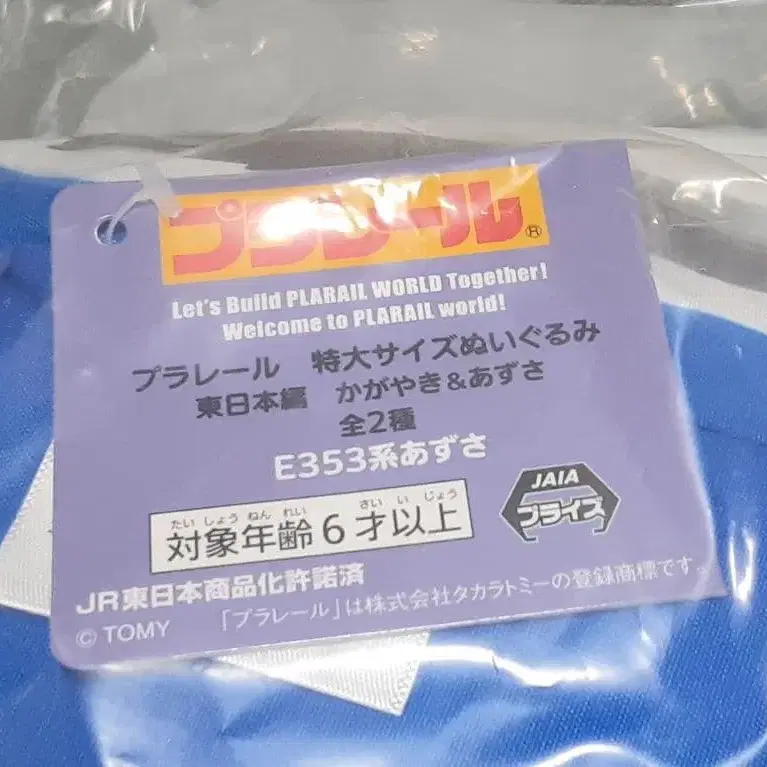 プラレール®
Let's Build PLARAIL WORLD Together!
Welcome to PLARAIL world!
プラレール 特大サイズぬいぐるみ
東日本編 かがやき&あずさ
全2種
E353系あずさ
JAIA
プライズ
たいしょうねんれい さいいじょう
対象年齢6才以上
JR東日本商品化許諾済
© TOMY 「プラレール」は株式会社タカラトミーの登録商標です。